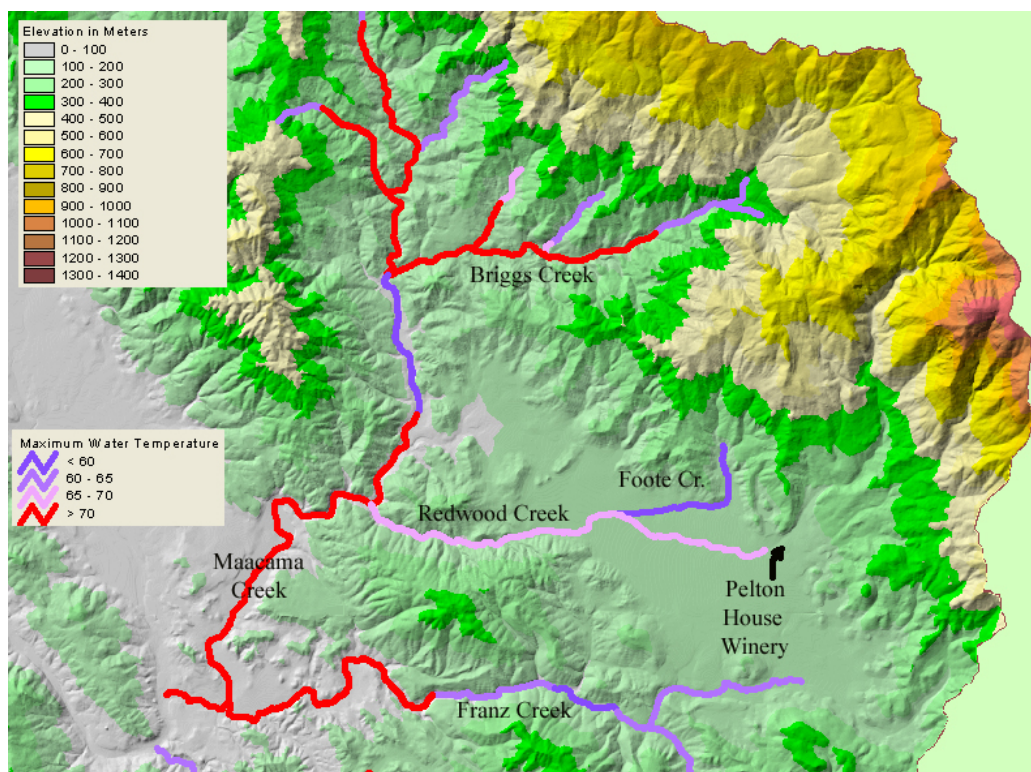 Elevation in Meters
0 - 100
100 - 200
200 - 300
300 - 400
400 - 500
500 - 600
600 - 700
700 - 800
800 - 900
900 - 1000
1000 - 1100
1100 - 1200
1200 - 1300
1300 - 1400
Briggs Creek
Maximum Water Temperature
< 60
60 - 65
65 - 70
> 70
Foote Cr.
Redwood Creek
Maacama
Creek
Pelton
House
Winery
Franz Creek